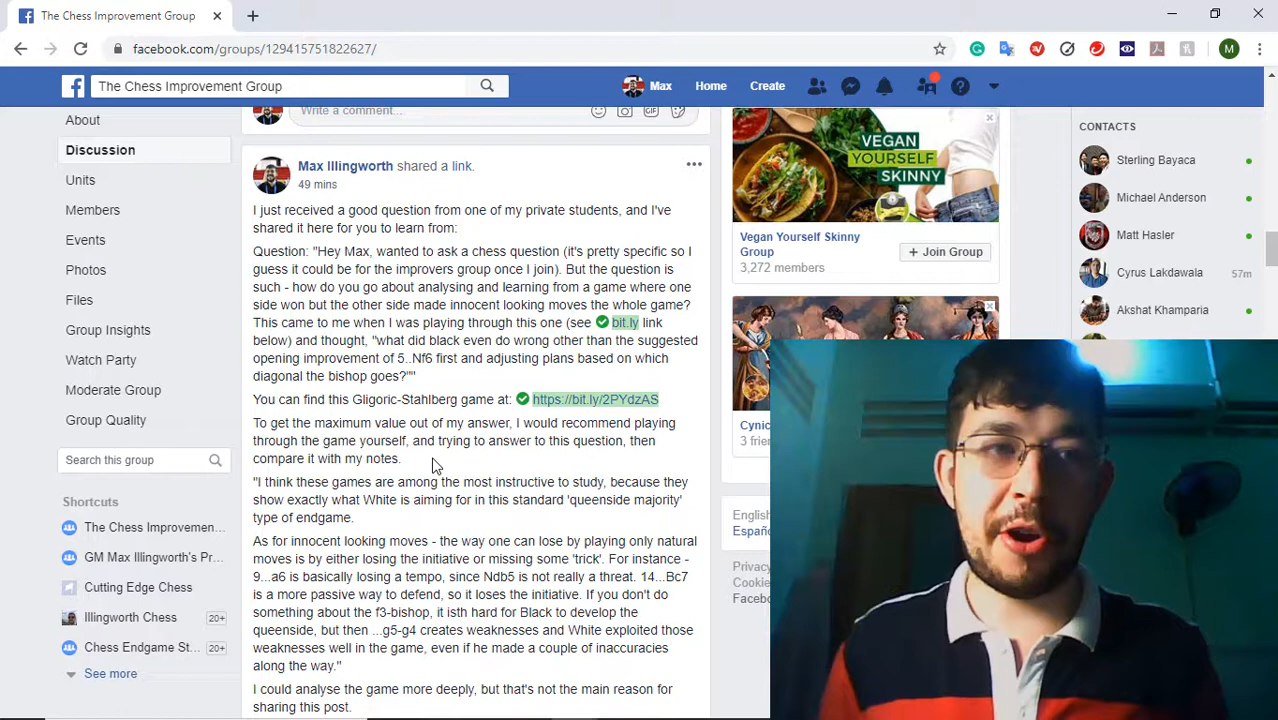 The Chess Improvement Group
facebook.com/groups/129415751822627/
M
The Chess Improvement Group
Max
Home
Create
About
Discussion
Units
Members
Events
Photos
Files
Group Insights
Watch Party
Moderate Group
Group Quality
Search this group
Shortcuts
The Chess Improvemen...
GM Max Illingworth's Pr...
Cutting Edge Chess
Illingworth Chess 20+
Chess Endgame St... 20+
See more
Write a comment...
GIF
Max Illingworth shared a link.
49 mins
I just received a good question from one of my private students, and I've
shared it here for you to learn from:
Question: "Hey Max, wanted to ask a chess question (it's pretty specific so I
guess it could be for the improvers group once I join). But the question is
such - how do you go about analysing and learning from a game where one
side won but the other side made innocent looking moves the whole game?
This came to me when I was playing through this one (see bit.ly link
below) and thought, "what did black even do wrong other than the suggested
opening improvement of 5..Nf6 first and adjusting plans based on which
diagonal the bishop goes?""
You can find this Gligoric-Stahlberg game at: https://bit.ly/2PYdzAS
To get the maximum value out of my answer, I would recommend playing
through the game yourself, and trying to answer to this question, then
compare it with my notes.
"I think these games are among the most instructive to study, because they
show exactly what White is aiming for in this standard 'queenside majority'
type of endgame.
As for innocent looking moves - the way one can lose by playing only natural
moves is by either losing the initiative or missing some 'trick'. For instance -
9...a6 is basically losing a tempo, since Ndb5 is not really a threat. 14...Bc7
is a more passive way to defend, so it loses the initiative. If you don't do
something about the f3-bishop, it isth hard for Black to develop the
queenside, but then ...g5-g4 creates weaknesses and White exploited those
weaknesses well in the game, even if he made a couple of inaccuracies
along the way."
I could analyse the game more deeply, but that's not the main reason for
sharing this post.
VEGAN
YOURSELF
SKINNY
Vegan Yourself Skinny
Group
3,272 members
+ Join Group
Cynic
3 friend
English
Españo
Privacy
Cookie
Facebo
CONTACTS
Sterling Bayaca
Michael Anderson
Matt Hasler
Cyrus Lakdawala 57m
Akshat Khamparia